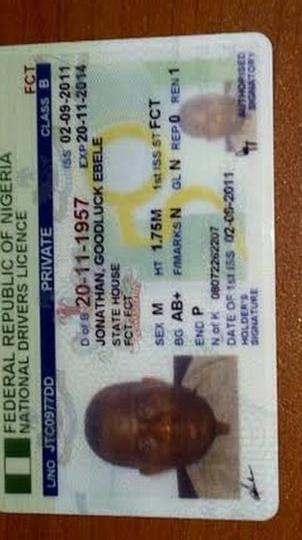 FEDERAL REPUBLIC OF NIGERIA
NATIONAL DRIVERS LICENCE FCT
L/NO JTC0977DD PRIVATE CLASS B
ISS 02-09-2011
D of B 20-11-1957 EXP 20-11-2014
JONATHAN, GOODLUCK EBELE
STATE HOUSE
FCT, FCT
SEX M HT 1.75M 1st ISS ST FCT
BG AB+ F/MARKS N GL N REP 0 REN 1
END P
N of K 08072262207
DATE OF 1st ISS 02-09-2011
HOLDER'S
SIGNATURE
AUTHORISED
SIGNATORY